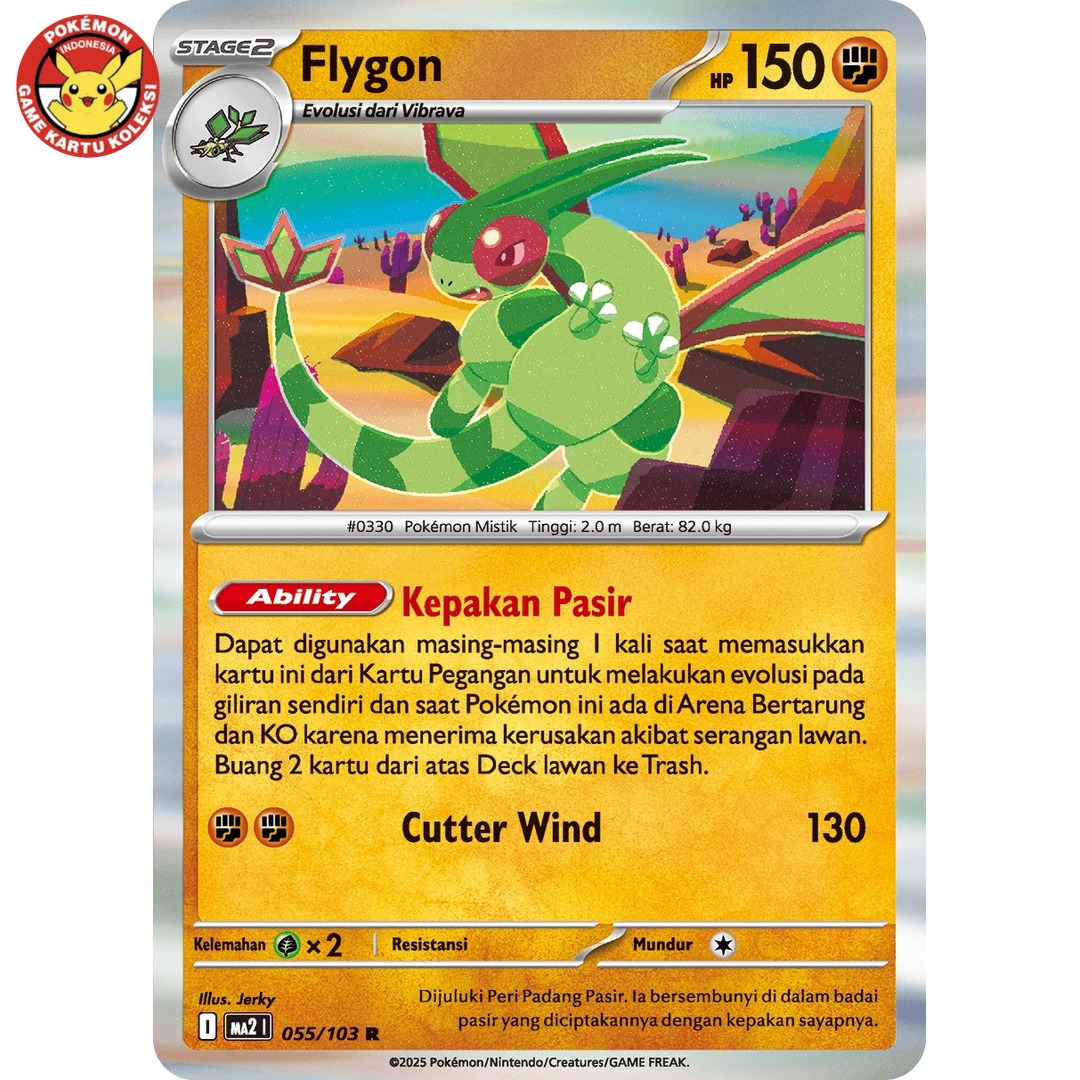 POKÉMON
INDONESIA
GAME KARTU KOLEKSI
STAGE2
Flygon
HP 150
Evolusi dari Vibrava
#0330 Pokémon Mistik Tinggi: 2.0 m Berat: 82.0 kg
Ability Kepakan Pasir
Dapat digunakan masing-masing 1 kali saat memasukkan
kartu ini dari Kartu Pegangan untuk melakukan evolusi pada
giliran sendiri dan saat Pokémon ini ada di Arena Bertarung
dan KO karena menerima kerusakan akibat serangan lawan.
Buang 2 kartu dari atas Deck lawan ke Trash.
Cutter Wind 130
Kelemahan ×2 Resistansi Mundur
Illus. Jerky
Dijuluki Peri Padang Pasir. Ia bersembunyi di dalam badai
pasir yang diciptakannya dengan kepakan sayapnya.
I MA2 I 055/103 R
©2025 Pokémon/Nintendo/Creatures/GAME FREAK.